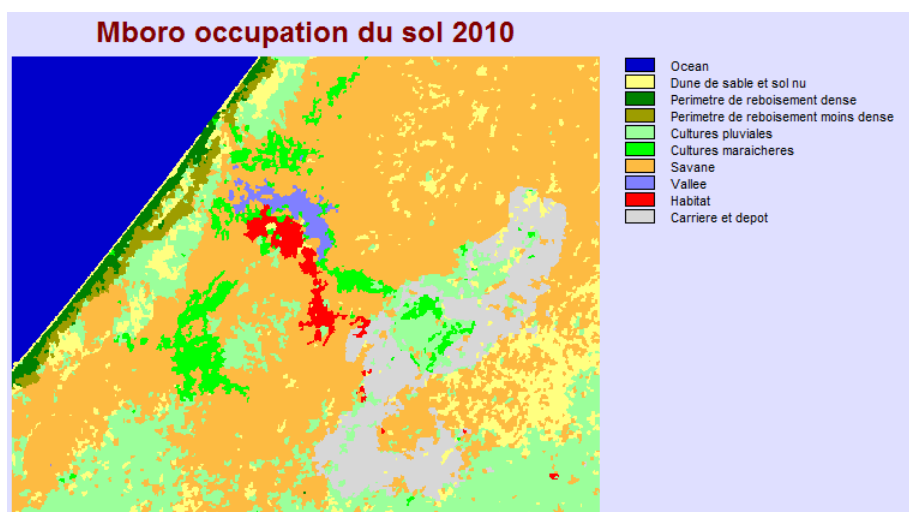 Mboro occupation du sol 2010
Ocean
Dune de sable et sol nu
Perimetre de reboisement dense
Perimetre de reboisement moins dense
Cultures pluviales
Cultures maraicheres
Savane
Vallee
Habitat
Carriere et depot